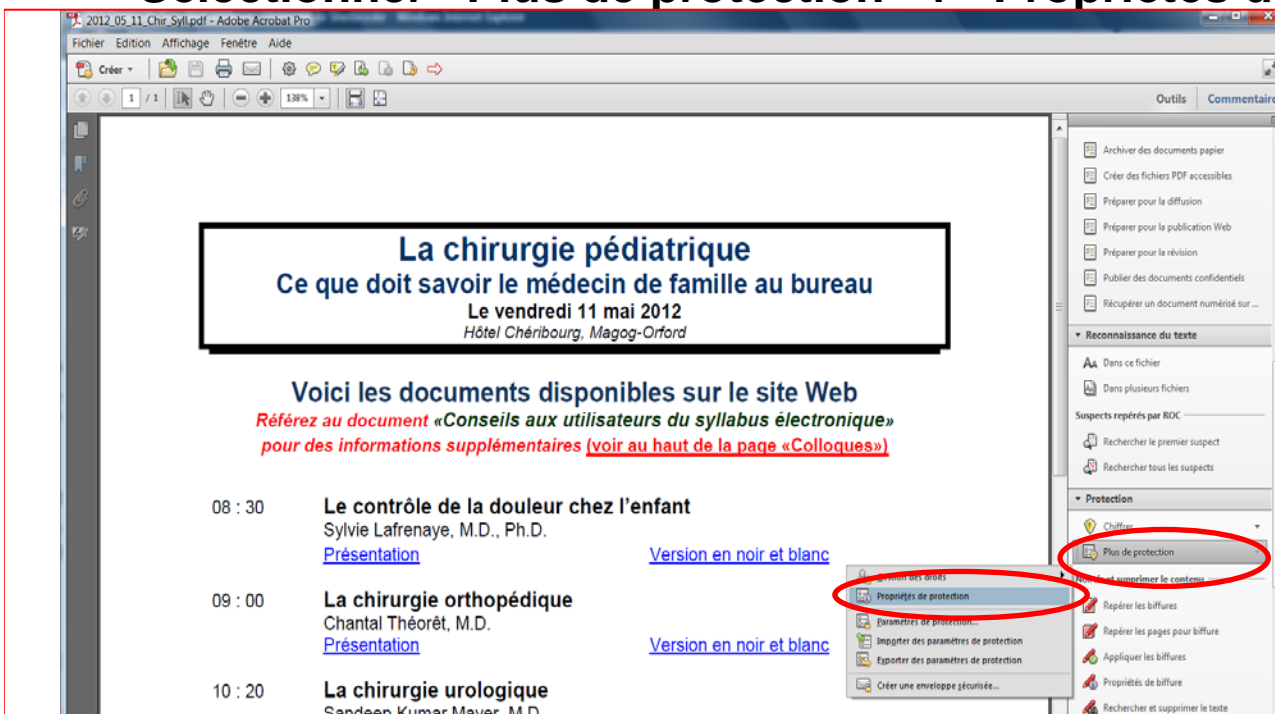 Plus de protection
2012_05_11_Chir_Syll.pdf - Adobe Acrobat Pro
Fichier Edition Affichage Fenêtre Aide
Créer
1 / 1 138%
Outils Commentaire
Archiver des documents papier
Créer des fichiers PDF accessibles
Préparer pour la diffusion
Préparer pour la publication Web
Préparer pour la révision
Publier des documents confidentiels
Récupérer un document numérisé sur ...
Reconnaissance du texte
Dans ce fichier
Dans plusieurs fichiers
Suspects repérés par ROC
Rechercher le premier suspect
Rechercher tous les suspects
Protection
Chiffrer
Plus de protection
et supprimer le contenu
Repérer les biffures
Repérer les pages pour biffure
Appliquer les biffures
Propriétés de biffure
Rechercher et supprimer le texte
La chirurgie pédiatrique
Ce que doit savoir le médecin de famille au bureau
Le vendredi 11 mai 2012
Hôtel Chéribourg, Magog-Orford
Voici les documents disponibles sur le site Web
Référez au document «Conseils aux utilisateurs du syllabus électronique»
pour des informations supplémentaires (voir au haut de la page «Colloques»)
08 : 30 Le contrôle de la douleur chez l'enfant
Sylvie Lafrenaye, M.D., Ph.D.
Présentation Version en noir et blanc
09 : 00 La chirurgie orthopédique
Chantal Théorêt, M.D.
Présentation Version en noir et blanc
10 : 20 La chirurgie urologique
Sandeep Kumar Mayer, M.D.
Gestion des droits
Propriétés de protection
Paramètres de protection...
Importer des paramètres de protection
Exporter des paramètres de protection
Créer une enveloppe sécurisée...